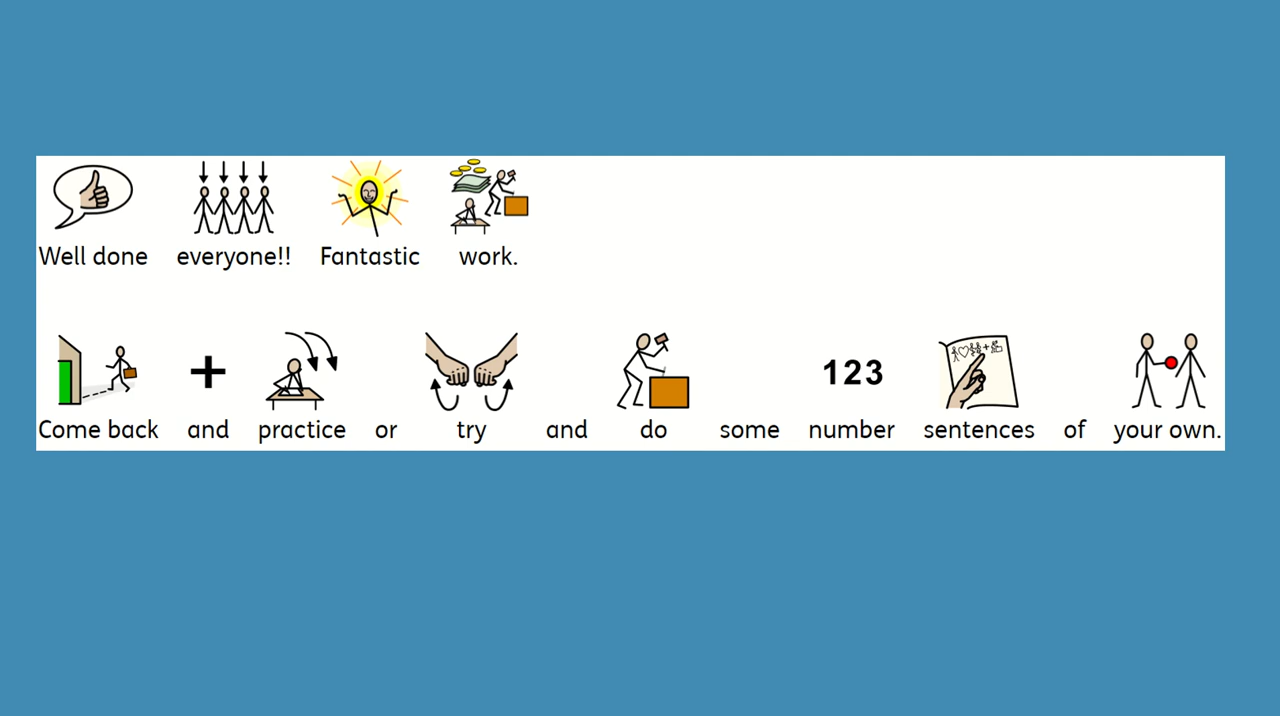 Well done everyone!! Fantastic work.
+ 123
Come back and practice or try and do some number sentences of your own.